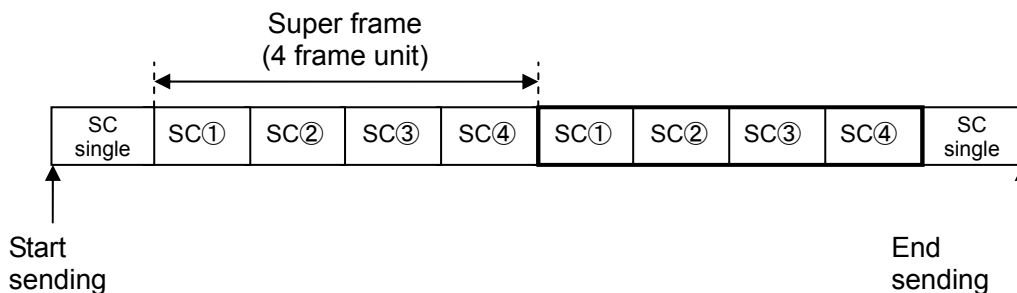 Super frame
(4 frame unit)
SC single SC① SC② SC③ SC④ SC① SC② SC③ SC④ SC single
Start
sending
End
sending